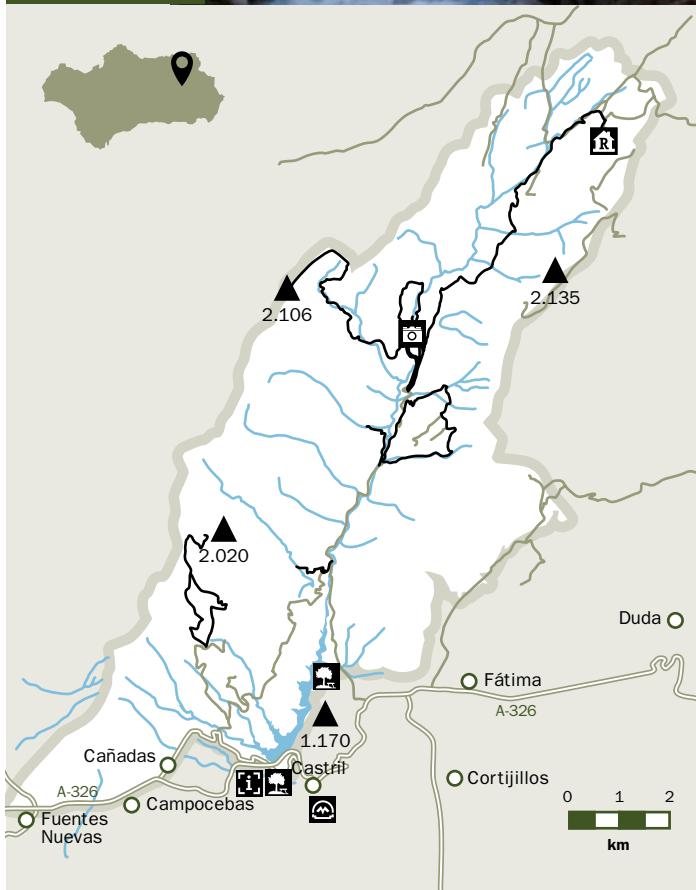 R
2.135
2.106
2.020
Duda
Fátima
A-326
1.170
Cañadas
Castril
i
Cortijillos
A-326
Campocebas
Fuentes
Nuevas
0 1 2
km